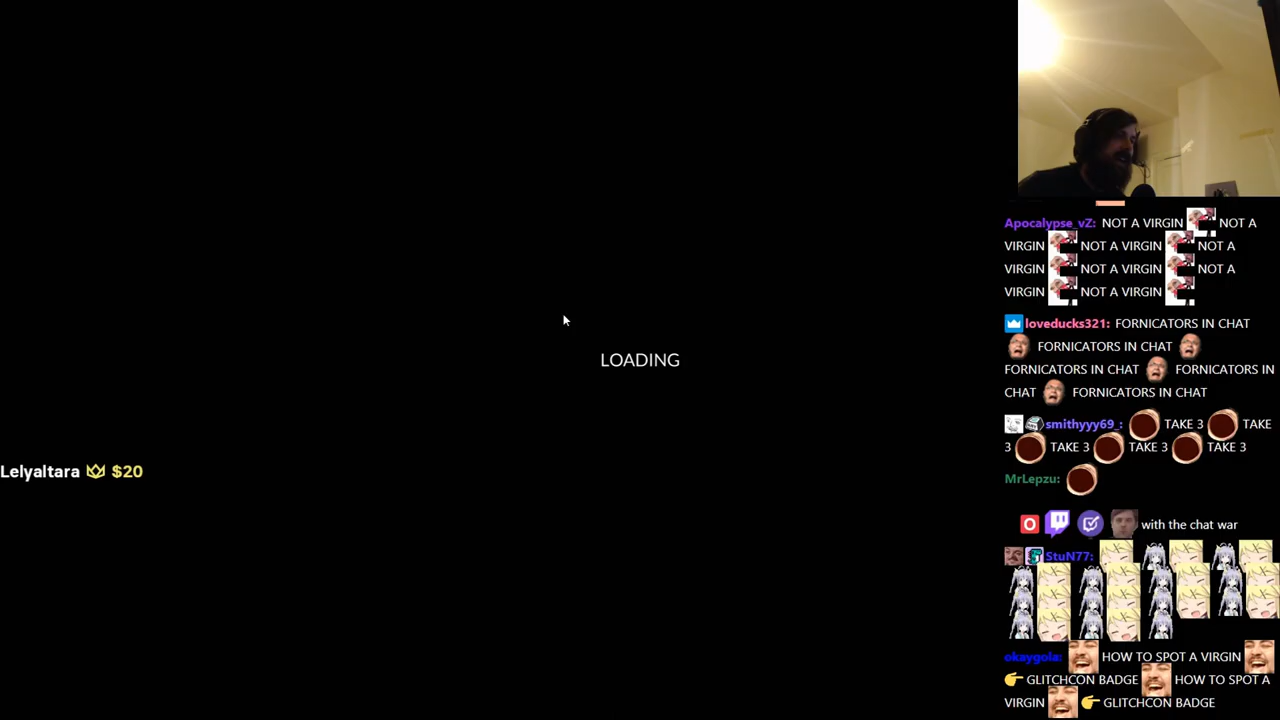 Apocalypse_vZ: NOT A VIRGIN NOT A
VIRGIN NOT A VIRGIN NOT A
VIRGIN NOT A VIRGIN NOT A
VIRGIN NOT A VIRGIN
loveducks321: FORNICATORS IN CHAT
FORNICATORS IN CHAT
FORNICATORS IN CHAT FORNICATORS IN
CHAT FORNICATORS IN CHAT
LOADING
smithyyy69_: TAKE 3 TAKE
3 TAKE 3 TAKE 3 TAKE 3
Lelyaltara $20
MrLepzu:
with the chat war
StuN77:
okaygola: HOW TO SPOT A VIRGIN
GLITCHCON BADGE HOW TO SPOT A
VIRGIN GLITCHCON BADGE